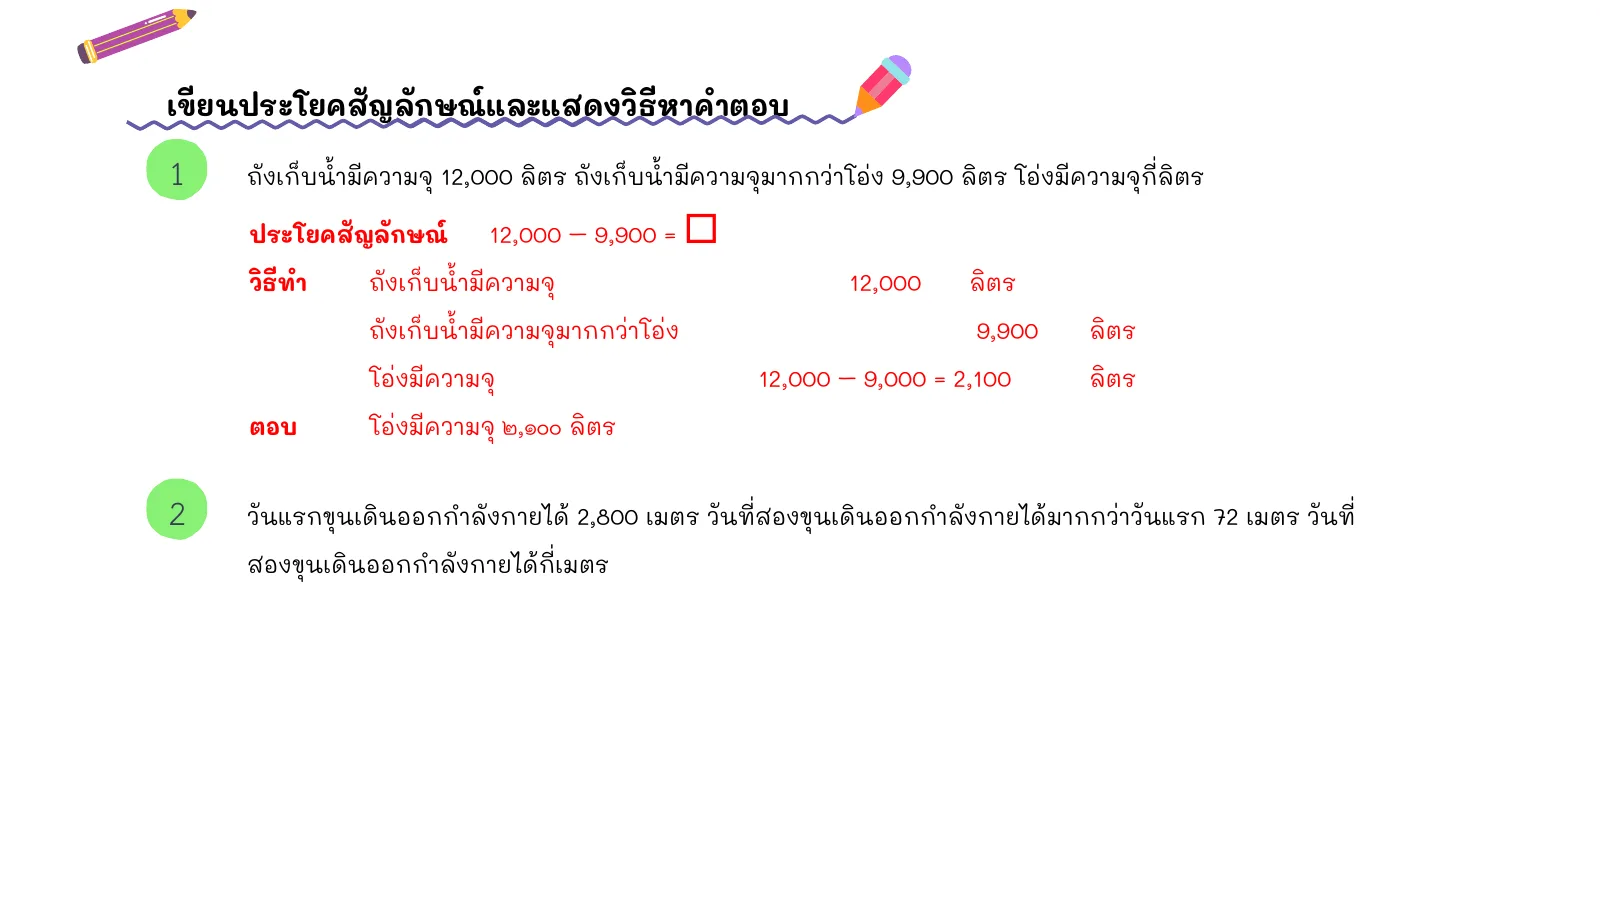 เขียนประโยคสัญลักษณ์และแสดงวิธีหาคำตอบ
1 ถังเก็บน้ำมีความจุ 12,000 ลิตร ถังเก็บน้ำมีความจุมากกว่าโอ่ง 9,900 ลิตร โอ่งมีความจุกี่ลิตร
ประโยคสัญลักษณ์ 12,000 – 9,900 = □
วิธีทำ ถังเก็บน้ำมีความจุ 12,000 ลิตร
ถังเก็บน้ำมีความจุมากกว่าโอ่ง 9,900 ลิตร
โอ่งมีความจุ 12,000 – 9,000 = 2,100 ลิตร
ตอบ โอ่งมีความจุ ๒,๑๐๐ ลิตร
2 วันแรกขุนเดินออกกำลังกายได้ 2,800 เมตร วันที่สองขุนเดินออกกำลังกายได้มากกว่าวันแรก 72 เมตร วันที่
สองขุนเดินออกกำลังกายได้กี่เมตร